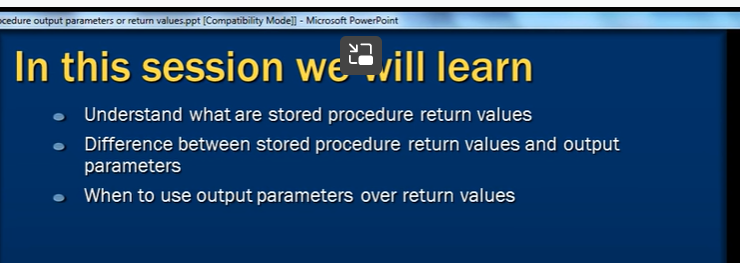 cedure output parameters or return values.ppt [Compatibility Mode]] - Microsoft PowerPoint
In this session we will learn
Understand what are stored procedure return values
Difference between stored procedure return values and output
parameters
When to use output parameters over return values